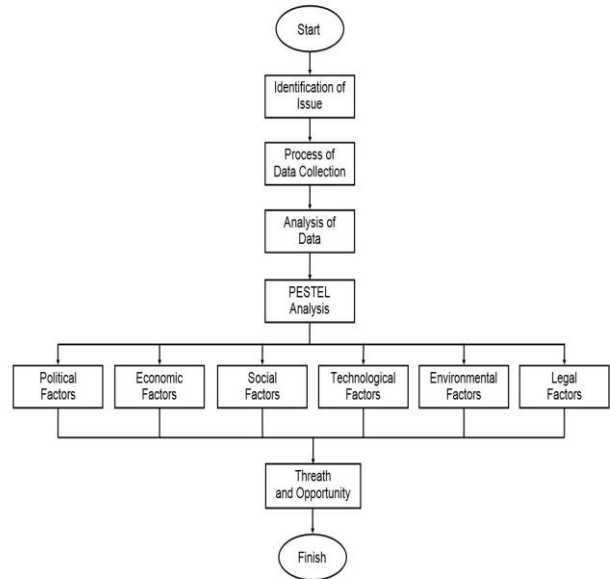 Start
Identification of
Issue
Process of
Data Collection
Analysis of
Data
PESTEL
Analysis
Political
Factors
Economic
Factors
Social
Factors
Technological
Factors
Environmental
Factors
Legal
Factors
Threath
and Opportunity
Finish